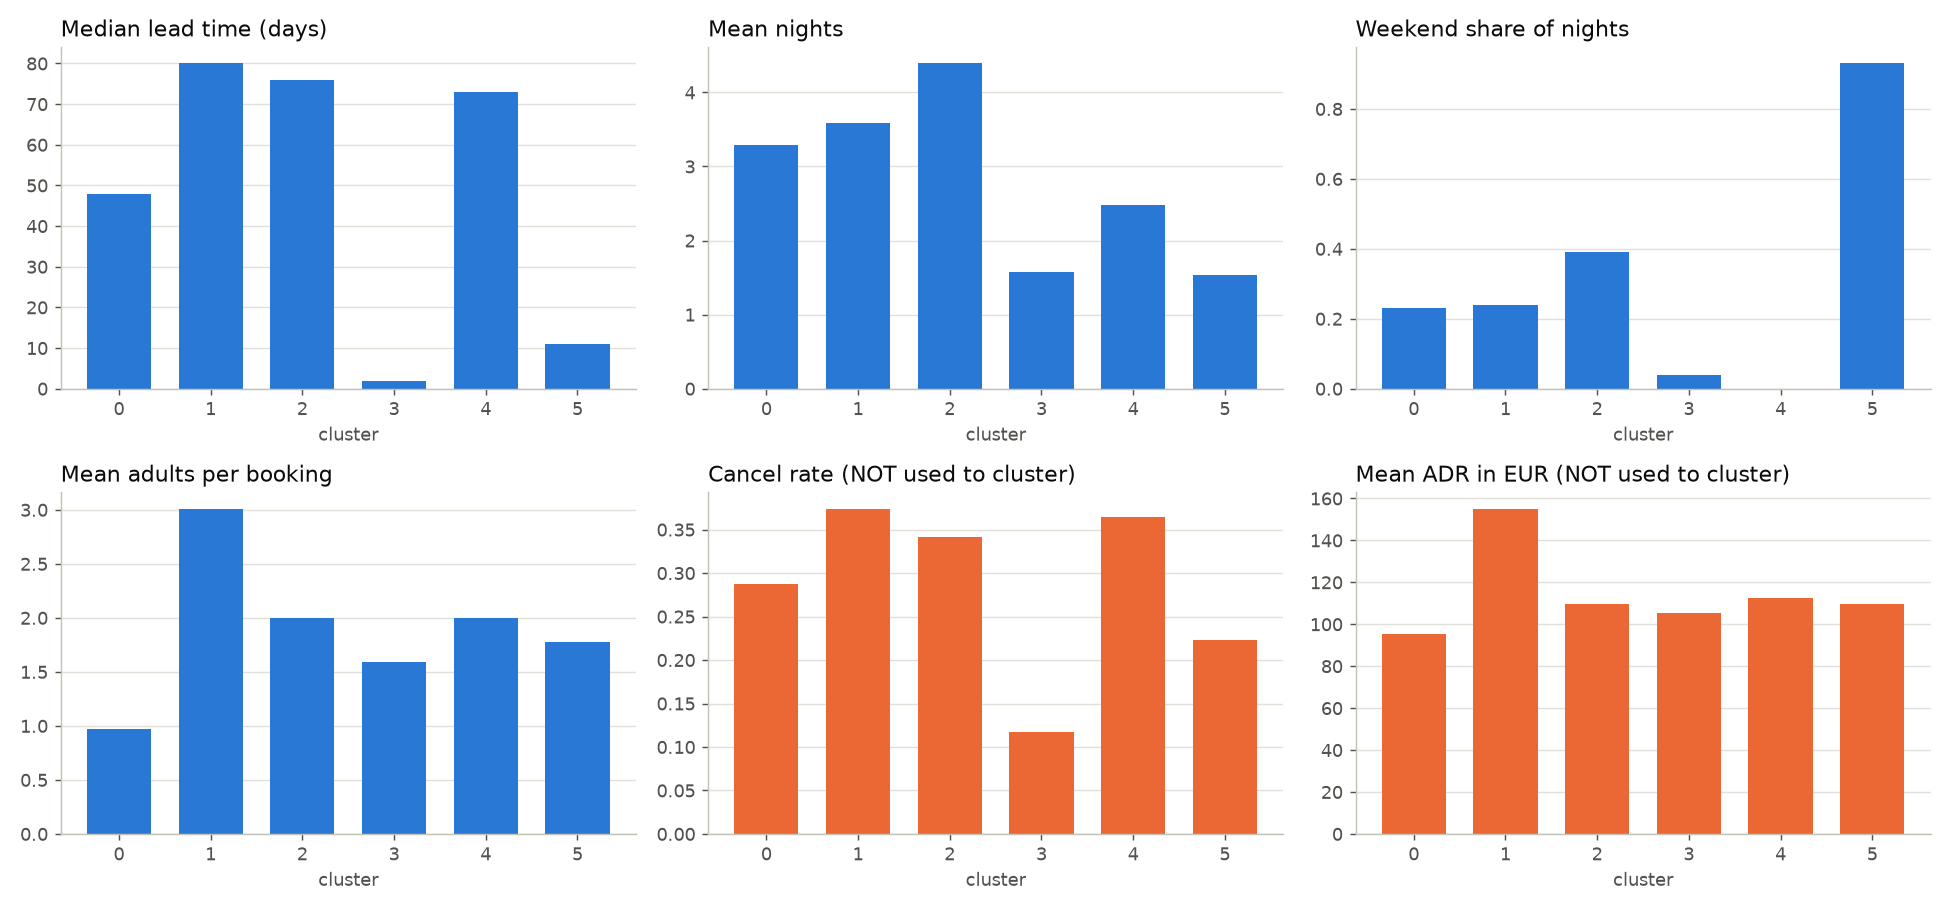 Median lead time (days)
80
70
60
50
40
30
20
10
0
0 1 2 3 4 5
cluster
Mean nights
4
3
2
1
0
0 1 2 3 4 5
cluster
Weekend share of nights
0.8
0.6
0.4
0.2
0.0
0 1 2 3 4 5
cluster
Mean adults per booking
3.0
2.5
2.0
1.5
1.0
0.5
0.0
0 1 2 3 4 5
cluster
Cancel rate (NOT used to cluster)
0.35
0.30
0.25
0.20
0.15
0.10
0.05
0.00
0 1 2 3 4 5
cluster
Mean ADR in EUR (NOT used to cluster)
160
140
120
100
80
60
40
20
0
0 1 2 3 4 5
cluster